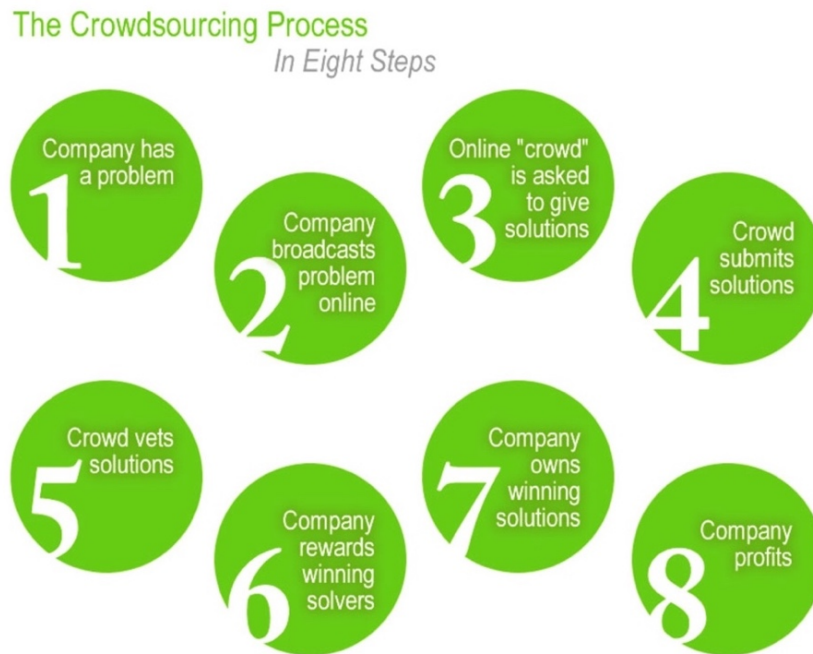 The Crowdsourcing Process
In Eight Steps
1
Company has
a problem
2
Company
broadcasts
problem
online
3
Online "crowd"
is asked
to give
solutions
4
Crowd
submits
solutions
5
Crowd vets
solutions
6
Company
rewards
winning
solvers
7
Company
owns
winning
solutions
8
Company
profits